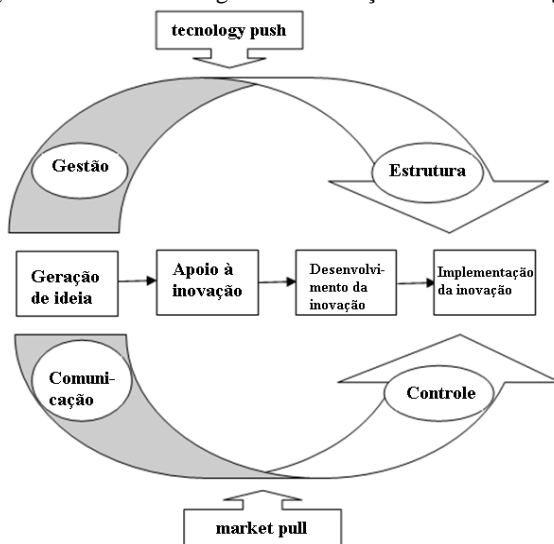 tecnology push
Gestão
Estrutura
Geração
de ideia
Apoio à
inovação
Desenvolvi-
mento da
inovação
Implementação
da inovação
Comuni-
cação
Controle
market pull